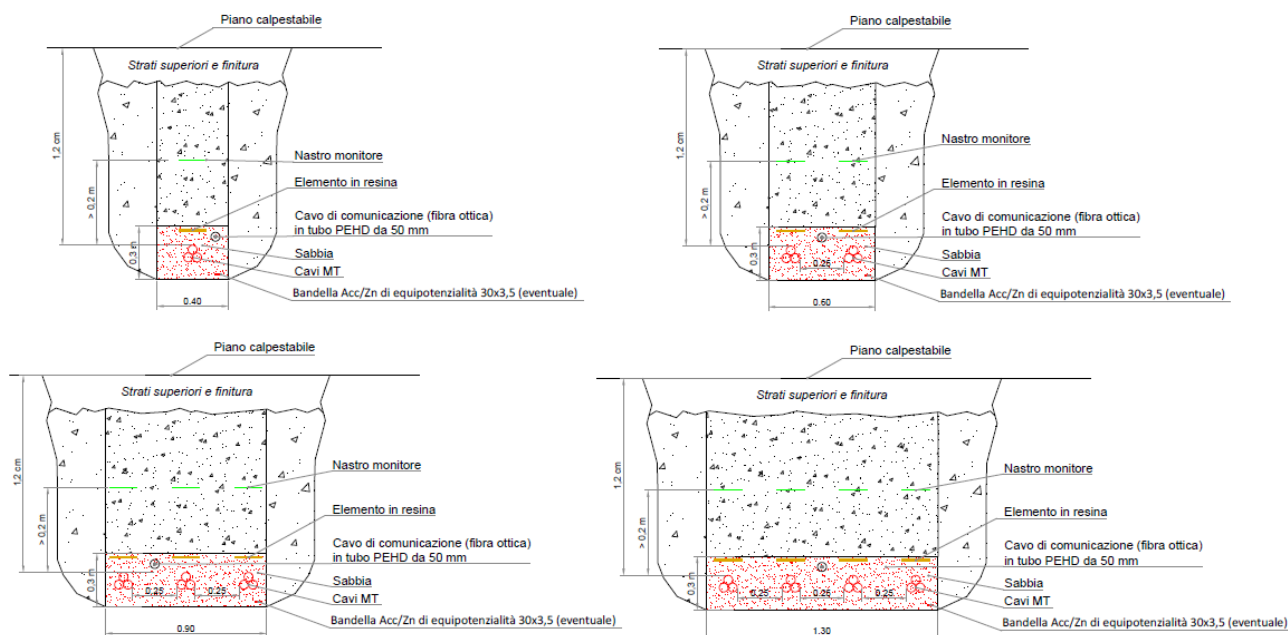 Piano calpestabile
Strati superiori e finitura
1,2 cm
> 0,2 m
0,3 m
Nastro monitore
Elemento in resina
Cavo di comunicazione (fibra ottica)
in tubo PEHD da 50 mm
Sabbia
Cavi MT
Bandella Acc/Zn di equipotenzialità 30x3,5 (eventuale)
0.40
Piano calpestabile
Strati superiori e finitura
1,2 cm
> 0,2 m
0,3 m
Nastro monitore
Elemento in resina
Cavo di comunicazione (fibra ottica)
in tubo PEHD da 50 mm
Sabbia
0.25
Cavi MT
Bandella Acc/Zn di equipotenzialità 30x3,5 (eventuale)
0.60
Piano calpestabile
Strati superiori e finitura
1,2 cm
> 0,2 m
0,3 m
Nastro monitore
Elemento in resina
Cavo di comunicazione (fibra ottica)
in tubo PEHD da 50 mm
Sabbia
0.25 0.25
Cavi MT
Bandella Acc/Zn di equipotenzialità 30x3,5 (eventuale)
0.90
Piano calpestabile
Strati superiori e finitura
1,2 cm
> 0,2 m
0,3 m
Nastro monitore
Elemento in resina
Cavo di comunicazione (fibra ottica)
in tubo PEHD da 50 mm
Sabbia
0.25 0.25 0.25
Cavi MT
Bandella Acc/Zn di equipotenzialità 30x3,5 (eventuale)
1.30